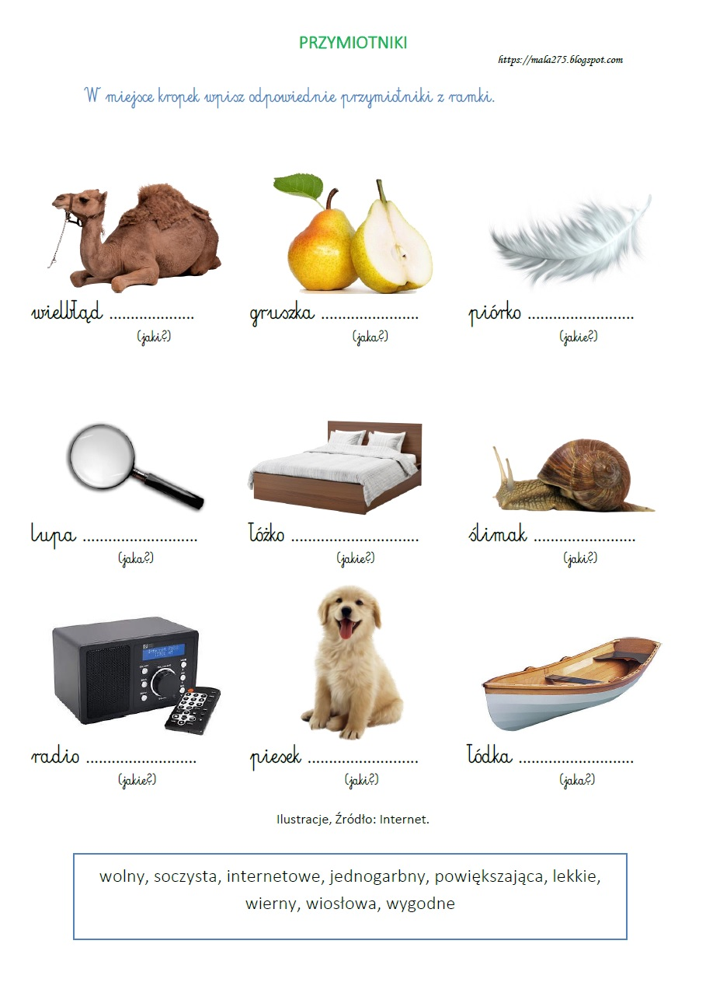 PRZYMIOTNIKI
https://mala275.blogspot.com
W miejsce kropek wpisz odpowiednie przymiotniki z ramki.
wielbłąd .................... gruszka ....................... piórko .........................
(jaki?) (jaka?) (jakie?)
lupa ........................... łóżko .............................. ślimak ........................
(jaka?) (jakie?) (jaki?)
radio .......................... piesek .......................... łódka ...........................
(jakie?) (jaki?) (jaka?)
Ilustracje, Źródło: Internet.
wolny, soczysta, internetowe, jednogarbny, powiększająca, lekkie,
wierny, wiosłowa, wygodne